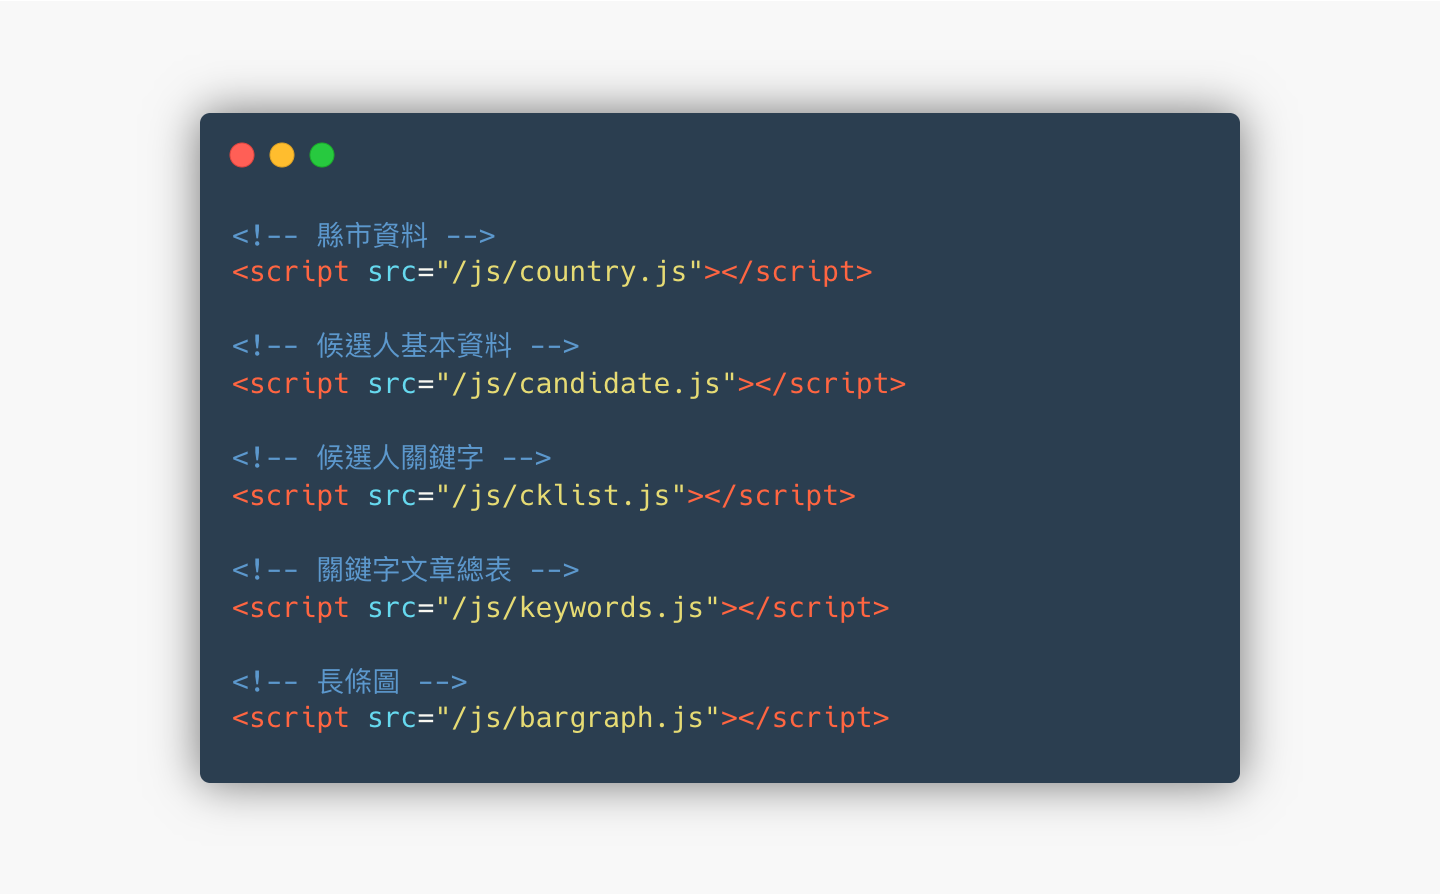 <!-- 縣市資料 -->
<script src="/js/country.js"></script>
<!-- 候選人基本資料 -->
<script src="/js/candidate.js"></script>
<!-- 候選人關鍵字 -->
<script src="/js/cklist.js"></script>
<!-- 關鍵字文章總表 -->
<script src="/js/keywords.js"></script>
<!-- 長條圖 -->
<script src="/js/bargraph.js"></script>